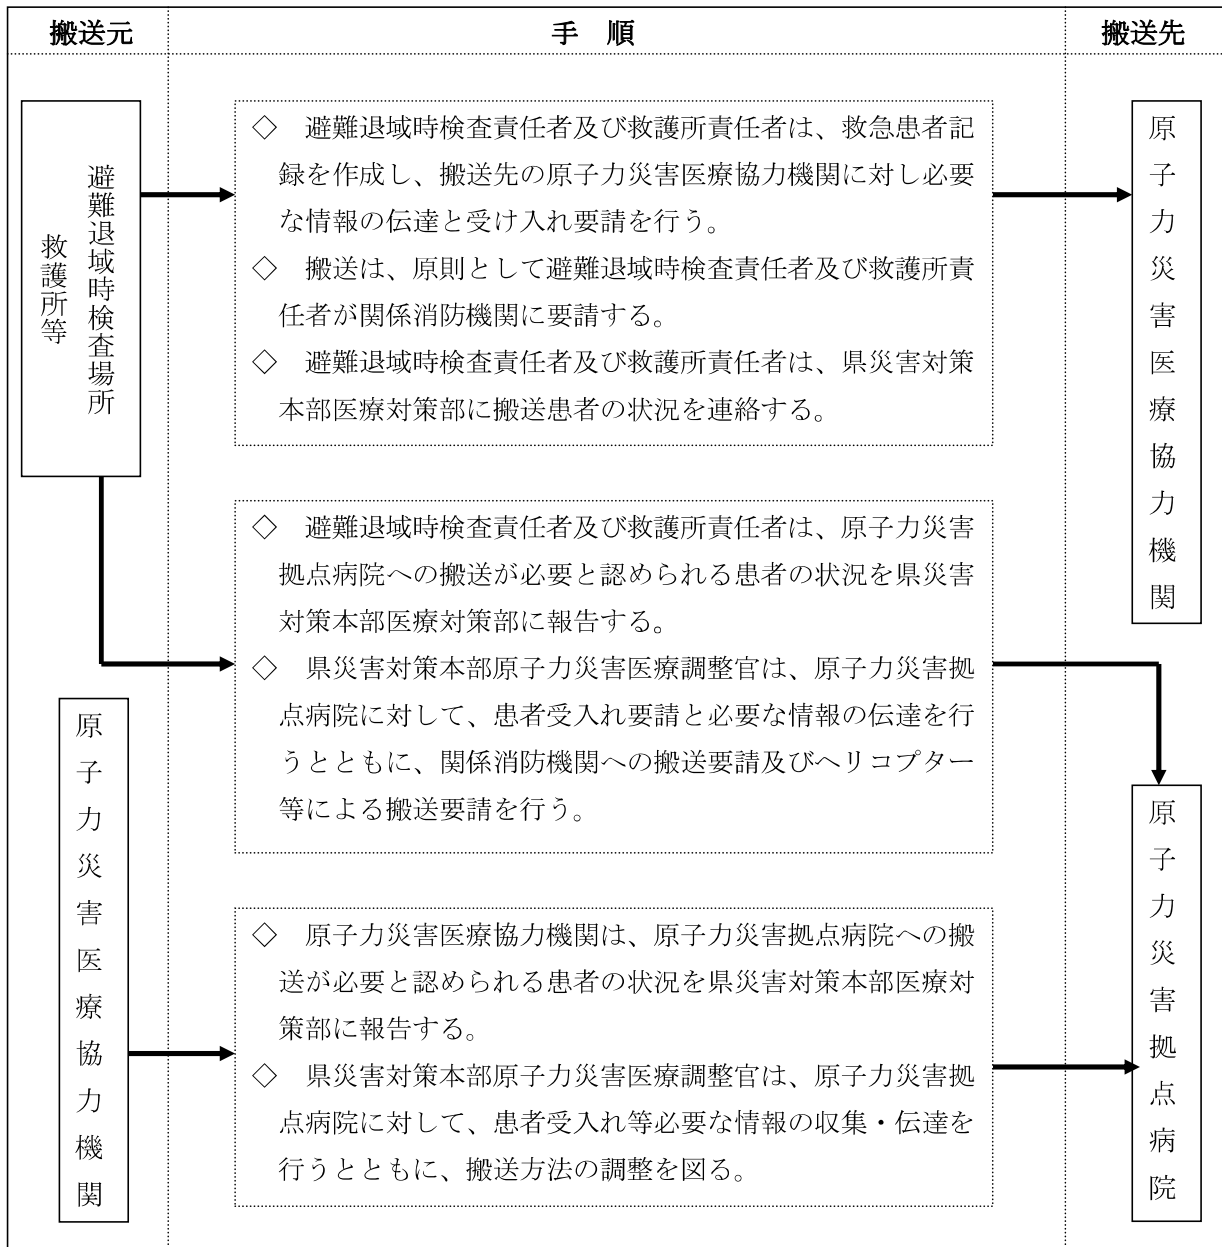 搬送元
手 順
搬送先
避難退域時検査場所
救護所等
◇ 避難退域時検査責任者及び救護所責任者は、救急患者記
録を作成し、搬送先の原子力災害医療協力機関に対し必要
な情報の伝達と受け入れ要請を行う。
◇ 搬送は、原則として避難退域時検査責任者及び救護所責
任者が関係消防機関に要請する。
◇ 避難退域時検査責任者及び救護所責任者は、県災害対策
本部医療対策部に搬送患者の状況を連絡する。
原子力災害医療協力機関
◇ 避難退域時検査責任者及び救護所責任者は、原子力災害
拠点病院への搬送が必要と認められる患者の状況を県災害
対策本部医療対策部に報告する。
◇ 県災害対策本部原子力災害医療調整官は、原子力災害拠
点病院に対して、患者受入れ要請と必要な情報の伝達を行
うとともに、関係消防機関への搬送要請及びヘリコプター
等による搬送要請を行う。
原子力災害医療協力機関
◇ 原子力災害医療協力機関は、原子力災害拠点病院への搬
送が必要と認められる患者の状況を県災害対策本部医療対
策部に報告する。
◇ 県災害対策本部原子力災害医療調整官は、原子力災害拠
点病院に対して、患者受入れ等必要な情報の収集・伝達を
行うとともに、搬送方法の調整を図る。
原子力災害拠点病院